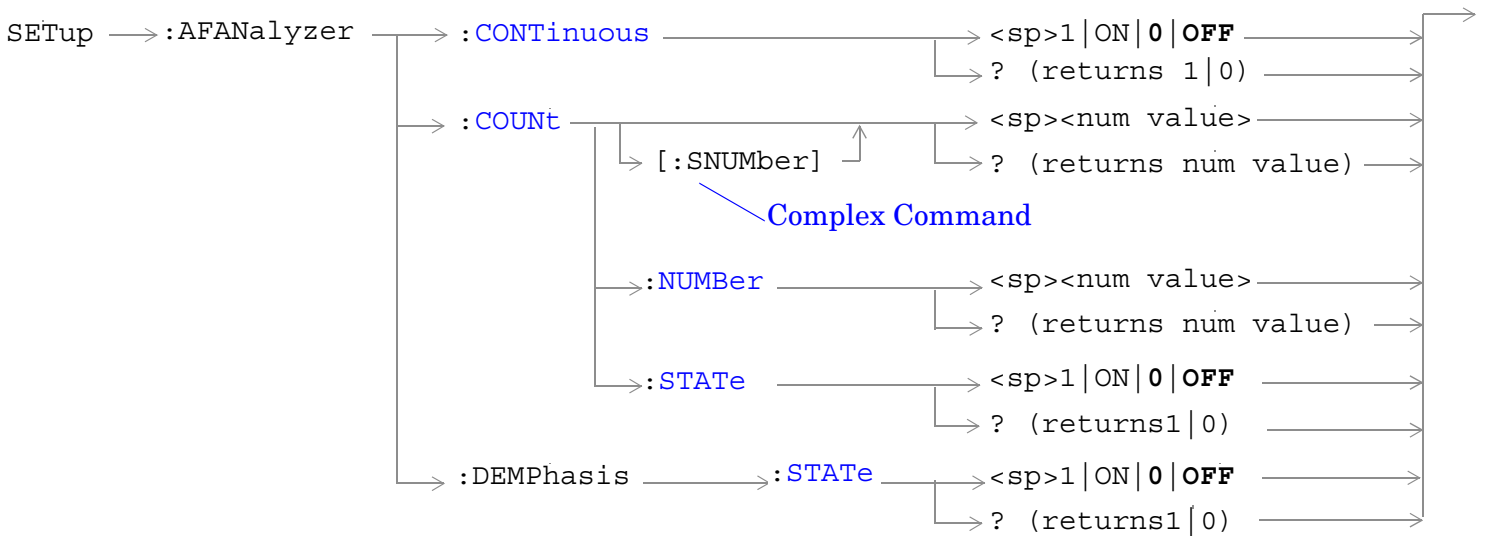 SETup :AFANalyzer :CONTinuous <sp>1|ON|0|OFF
? (returns 1|0)
:COUNt <sp><num value>
[:SNUMber] ? (returns num value)
Complex Command
:NUMBer <sp><num value>
? (returns num value)
:STATe <sp>1|ON|0|OFF
? (returns1|0)
:DEMPhasis :STATe <sp>1|ON|0|OFF
? (returns1|0)